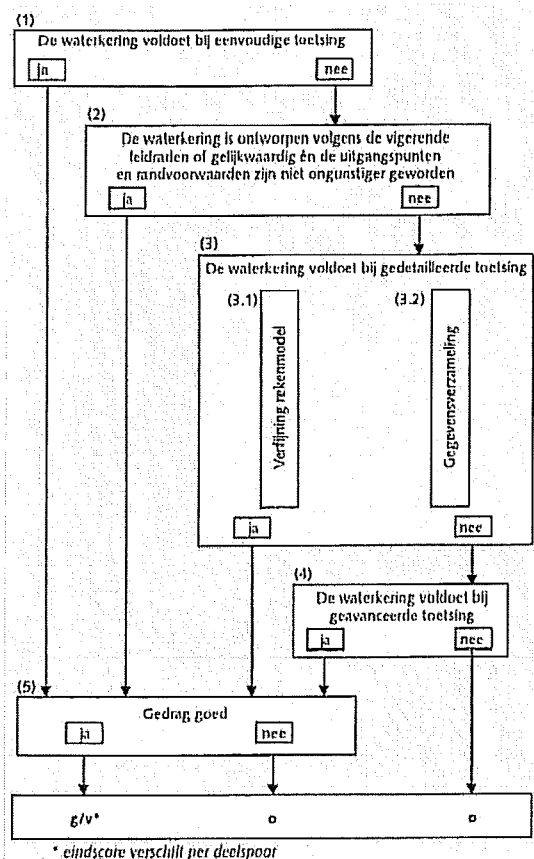 (1)
De waterkering voldoet bij eenvoudige toetsing
ja nee
(2)
De waterkering is ontworpen volgens de vigerende
leidraden of gelijkwaardig én de uitgangspunten
en randvoorwaarden zijn niet ongunstiger geworden
ja nee
(3)
De waterkering voldoet bij gedetailleerde toetsing
(3.1) (3.2)
Verfijning rekenmodel
Gegevensverzameling
ja nee
(4)
De waterkering voldoet bij
geavanceerde toetsing
ja nee
(5)
Gedrag goed
ja nee
g/v* o o
* eindscore verschilt per deelspoor